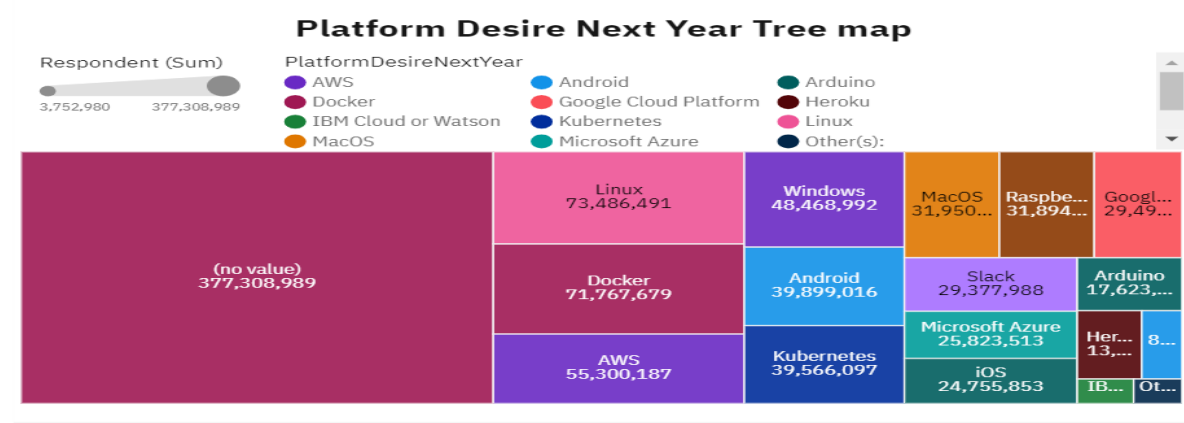 Platform Desire Next Year Tree map
Respondent (Sum)
3,752,980 377,308,989
PlatformDesireNextYear
AWS Android Arduino
Docker Google Cloud Platform Heroku
IBM Cloud or Watson Kubernetes Linux
MacOS Microsoft Azure Other(s):
(no value)
377,308,989
Linux
73,486,491
Docker
71,767,679
AWS
55,300,187
Windows
48,468,992
Android
39,899,016
Kubernetes
39,566,097
MacOS
31,950...
Raspbe...
31,894...
Googl...
29,49...
Slack
29,377,988
Microsoft Azure
25,823,513
iOS
24,755,853
Arduino
17,623,...
Her...
13,...
8...
IB...
Ot...